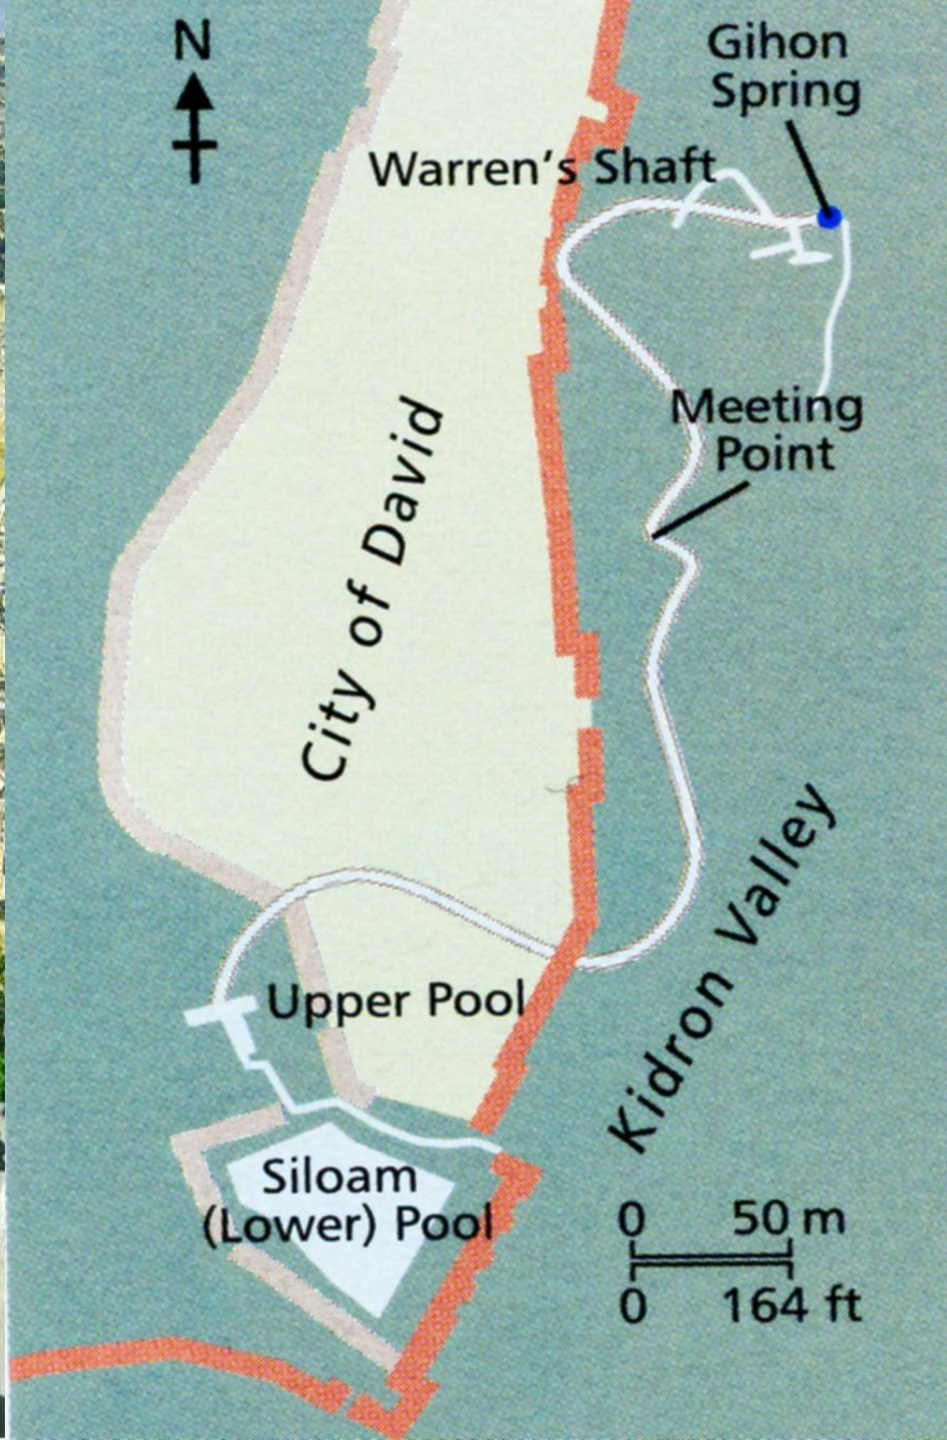 N
Gihon
Spring
Warren's Shaft
Meeting
Point
City of David
Kidron Valley
Upper Pool
Siloam
(Lower) Pool
0 50 m
0 164 ft